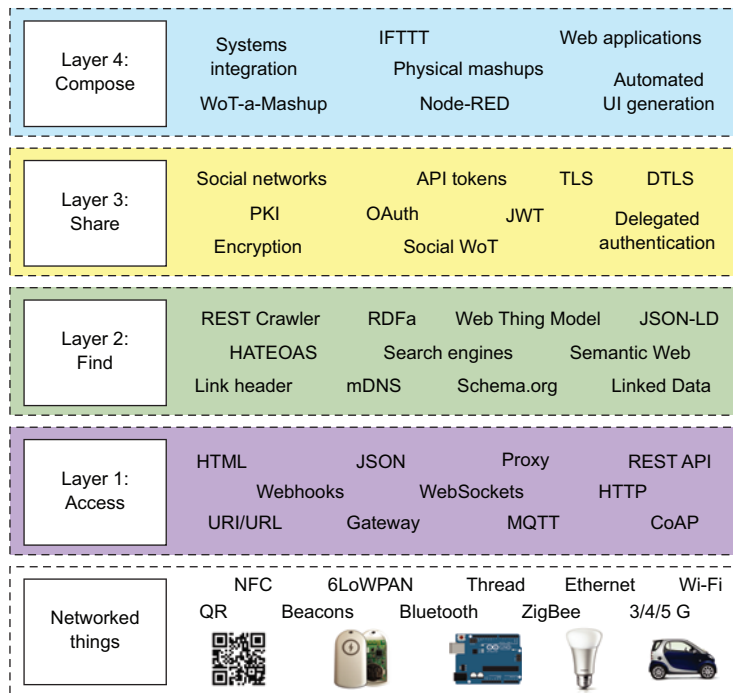 Layer 4:
Compose
Systems
integration
IFTTT
Web applications
Physical mashups
Automated
UI generation
WoT-a-Mashup
Node-RED
Layer 3:
Share
Social networks
API tokens
TLS
DTLS
PKI
OAuth
JWT
Delegated
authentication
Encryption
Social WoT
Layer 2:
Find
REST Crawler
RDFa
Web Thing Model
JSON-LD
HATEOAS
Search engines
Semantic Web
Link header
mDNS
Schema.org
Linked Data
Layer 1:
Access
HTML
JSON
Proxy
REST API
Webhooks
WebSockets
HTTP
URI/URL
Gateway
MQTT
CoAP
Networked
things
NFC
6LoWPAN
Thread
Ethernet
Wi-Fi
QR
Beacons
Bluetooth
ZigBee
3/4/5 G